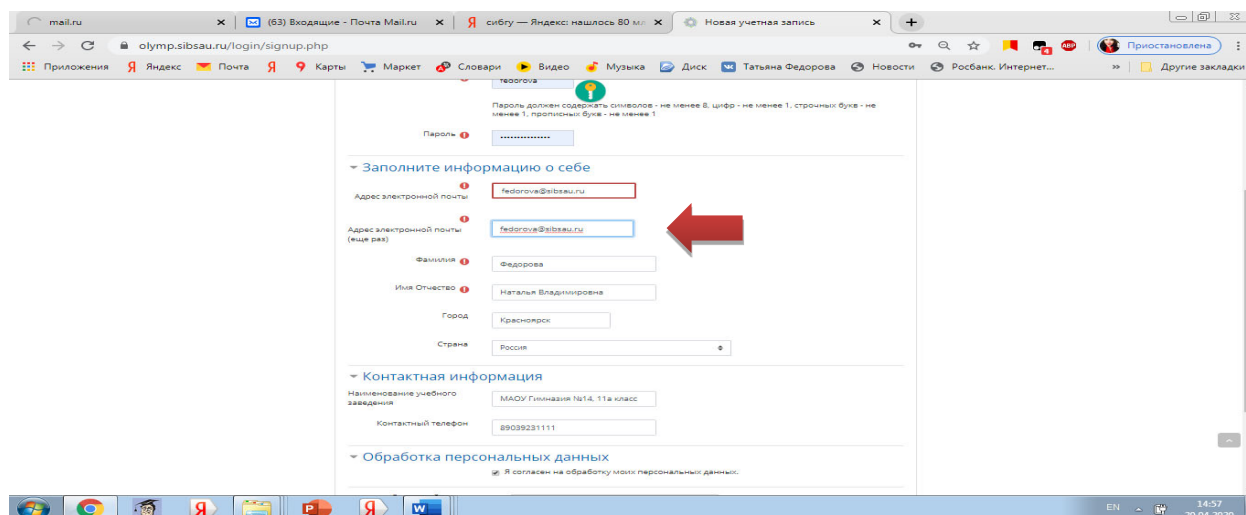 mail.ru
(63) Входящие - Почта Mail.ru
Я сибгу — Яндекс: нашлось 80 мл
Новая учетная запись
olymp.sibsau.ru/login/signup.php
4
ABP
Приостановлена
Приложения
Я Яндекс
Почта
Я
Карты
Маркет
Словари
Видео
Музыка
Диск
Татьяна Федорова
Новости
Росбанк. Интернет...
»
Другие закладки
fedorova
Пароль должен содержать символов - не менее 8, цифр - не менее 1, строчных букв - не
менее 1, прописных букв - не менее 1
Пароль
Заполните информацию о себе
Адрес электронной почты
fedorova@sibsau.ru
Адрес электронной почты
(еще раз)
fedorova@sibsau.ru
Фамилия
Федорова
Имя Отчество
Наталья Владимировна
Город
Красноярск
Страна
Россия
Контактная информация
Наименование учебного
заведения
МАОУ Гимназия №14, 11а класс
Контактный телефон
89039231111
Обработка персональных данных
Я согласен на обработку моих персональных данных.
EN
14:57